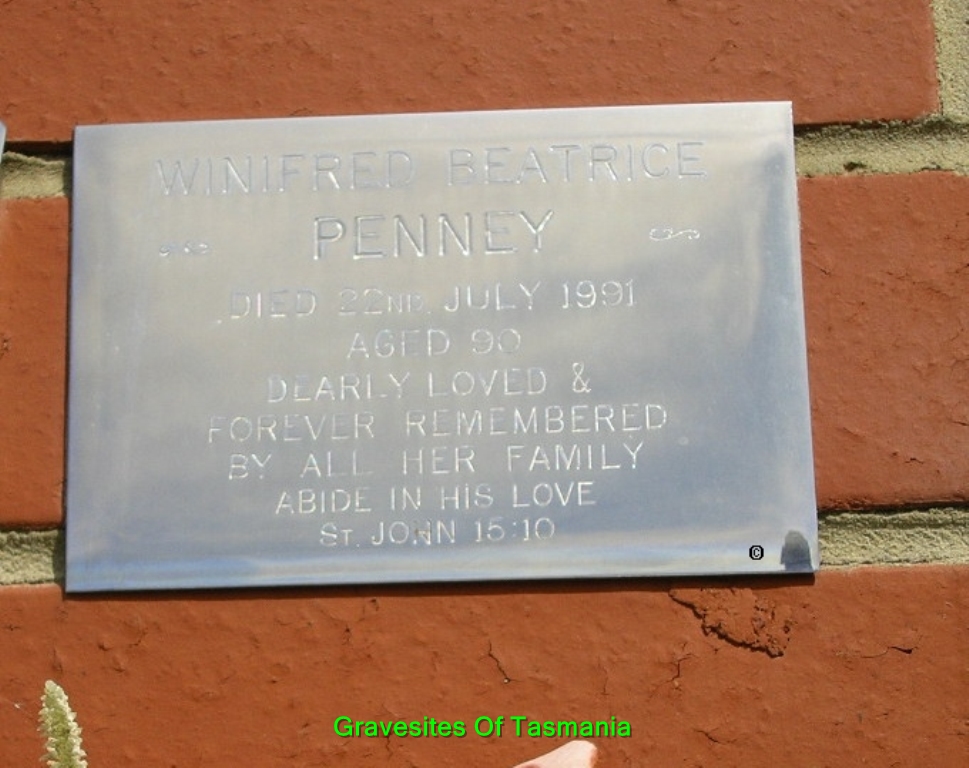 WINIFRED BEATRICE
PENNEY
DIED 22ND. JULY 1991
AGED 90
DEARLY LOVED &
FOREVER REMEMBERED
BY ALL HER FAMILY
ABIDE IN HIS LOVE
ST. JOHN 15:10
©
Gravesites Of Tasmania